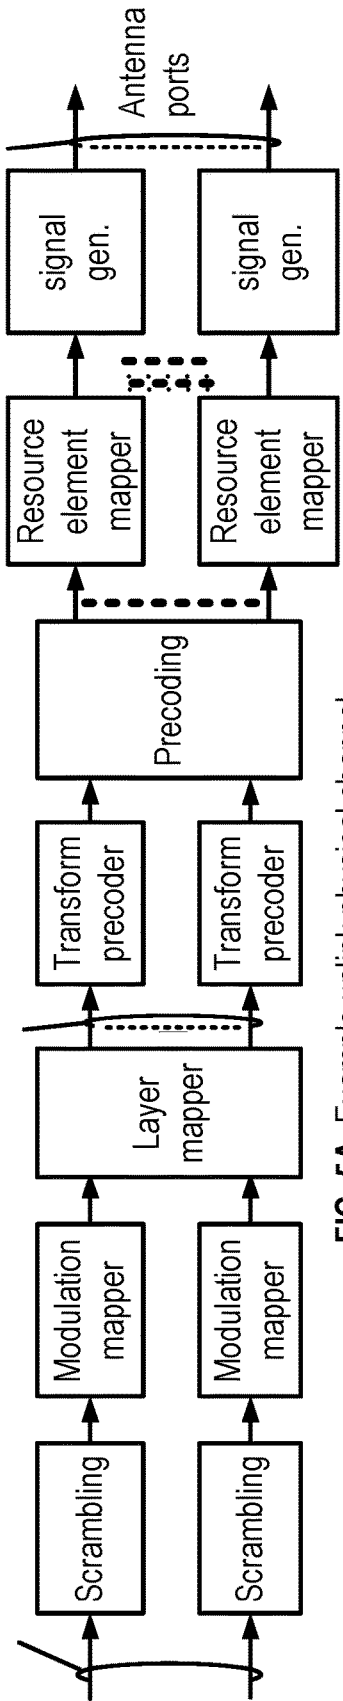 Scrambling
Scrambling
Modulation
mapper
Modulation
mapper
Layer
mapper
Transform
precoder
Transform
precoder
Precoding
Resource
element
mapper
Resource
element
mapper
signal
gen.
signal
gen.
Antenna
ports
FIG. 5A Example uplink physical channel